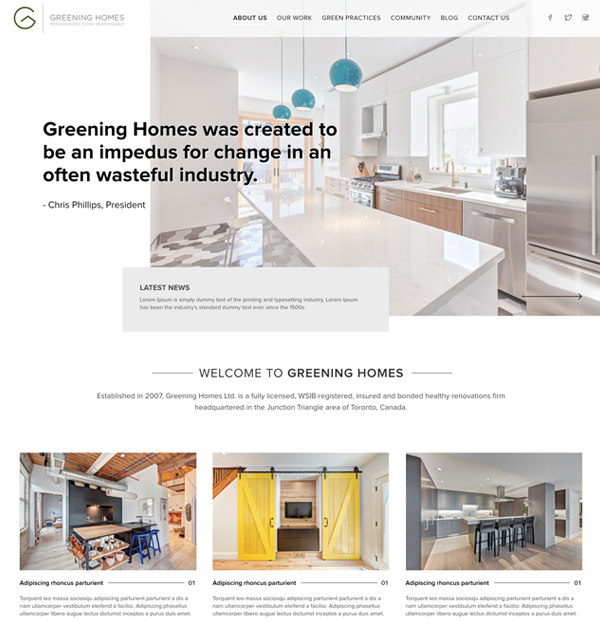 GREENING HOMES
RENOVATIONS DONE RESPONSIBLY
ABOUT US OUR WORK GREEN PRACTICES COMMUNITY BLOG CONTACT US
Greening Homes was created to
be an impedus for change in an
often wasteful industry.
- Chris Phillips, President
LATEST NEWS
Lorem Ipsum is simply dummy text of the printing and typesetting industry. Lorem Ipsum
has been the industry's standard dummy text ever since the 1500s
WELCOME TO GREENING HOMES
Established in 2007, Greening Homes Ltd. is a fully licensed, WSIB-registered, insured and bonded healthy renovations firm
headquartered in the Junction Triangle area of Toronto, Canada.
Adipiscing rhoncus parturient 01
Torquent leo massa sociosqu adipiscing parturient parturient a dis a
nam ullamcorper vestibulum eleifend a facilisi. Adipiscing phasellus
ullamcorper vestibulum lectus dictumst inceptos a purus duis amet.
Adipiscing rhoncus parturient 01
Torquent leo massa sociosqu adipiscing parturient parturient a dis a
nam ullamcorper vestibulum eleifend a facilisi. Adipiscing phasellus
ullamcorper vestibulum lectus dictumst inceptos a purus duis amet.
Adipiscing rhoncus parturient 01
Torquent leo massa sociosqu adipiscing parturient parturient a dis a
nam ullamcorper vestibulum eleifend a facilisi. Adipiscing phasellus
ullamcorper vestibulum lectus dictumst inceptos a purus duis amet.